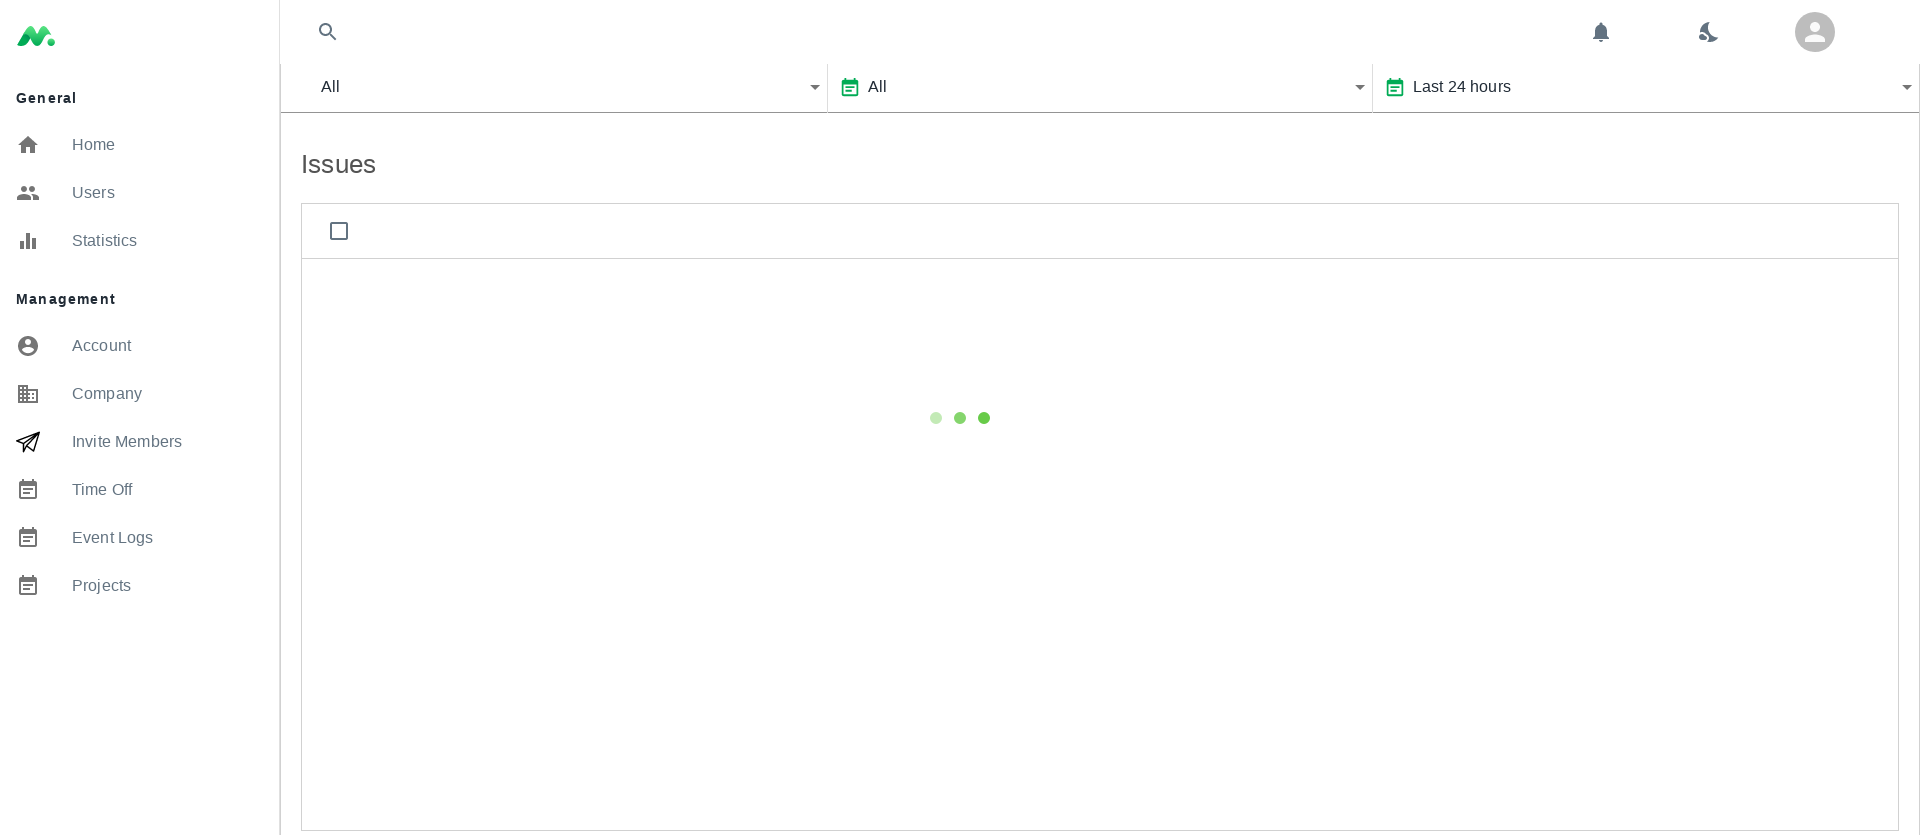 General
Home
Users
Statistics
Management
Account
Company
Invite Members
Time Off
Event Logs
Projects
All
All
Last 24 hours
Issues